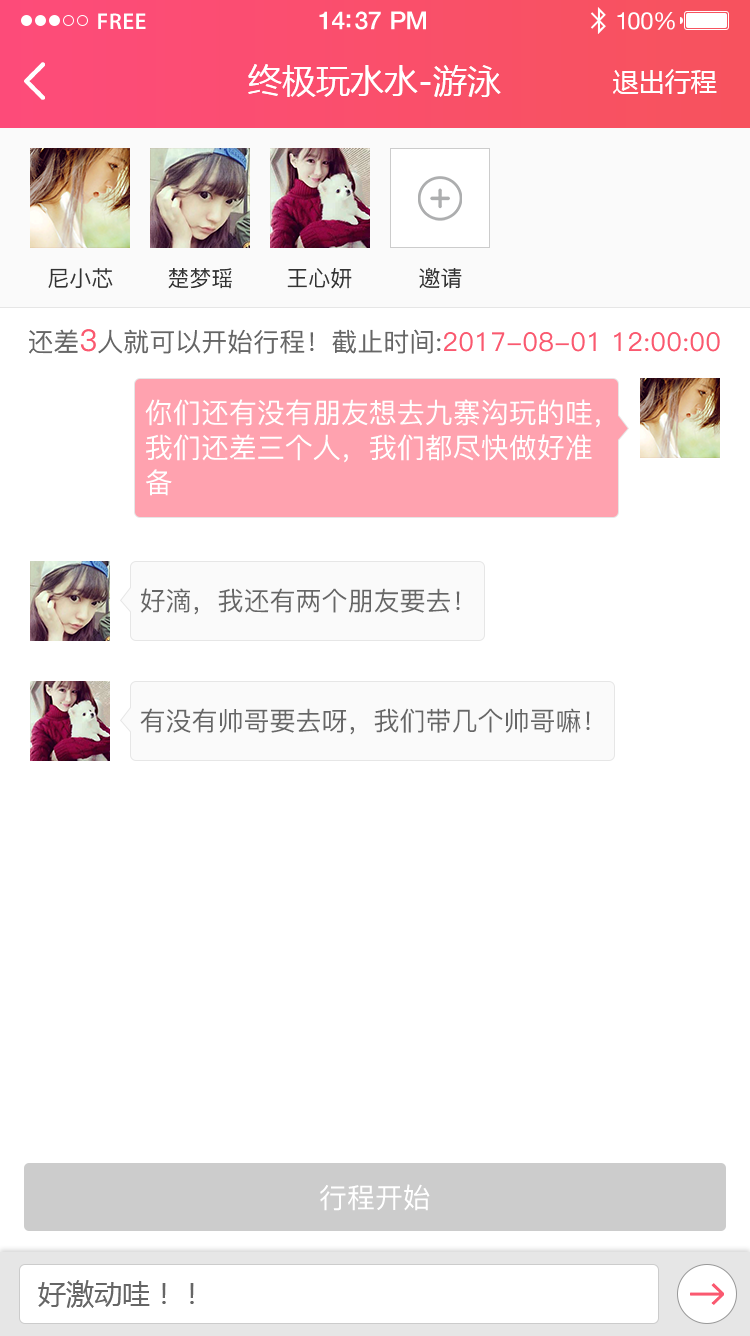 FREE 14:37 PM 100%
终极玩水水-游泳 退出行程
尼小芯 楚梦瑶 王心妍 邀请
还差3人就可以开始行程！截止时间:2017-08-01 12:00:00
你们还有没有朋友想去九寨沟玩的哇，
我们还差三个人，我们都尽快做好准
备
好滴，我还有两个朋友要去！
有没有帅哥要去呀，我们带几个帅哥嘛！
行程开始
好激动哇！！